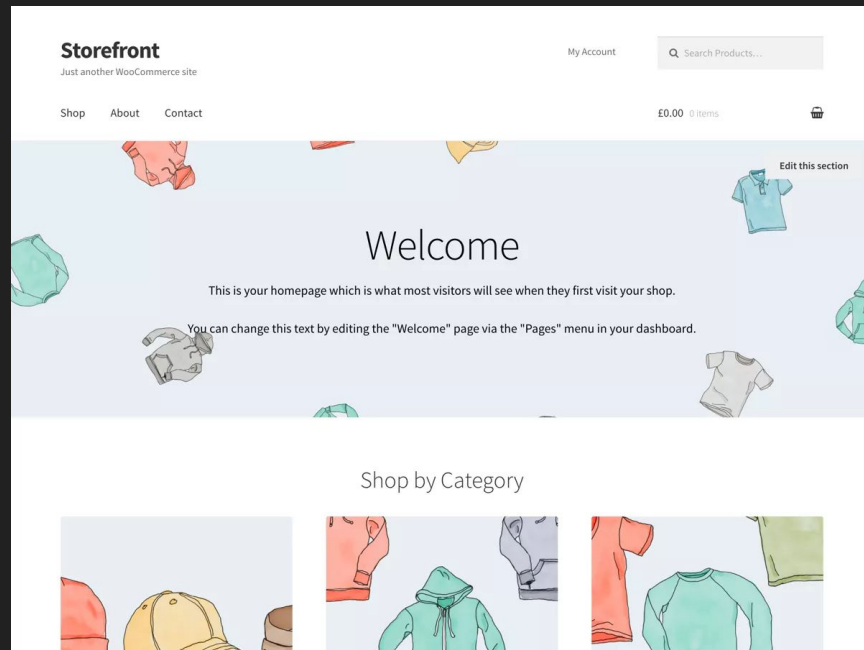 Storefront
Just another WooCommerce site
My Account
Search Products…
Shop About Contact
£0.00 0 items
Edit this section
Welcome
This is your homepage which is what most visitors will see when they first visit your shop.
You can change this text by editing the "Welcome" page via the "Pages" menu in your dashboard.
Shop by Category